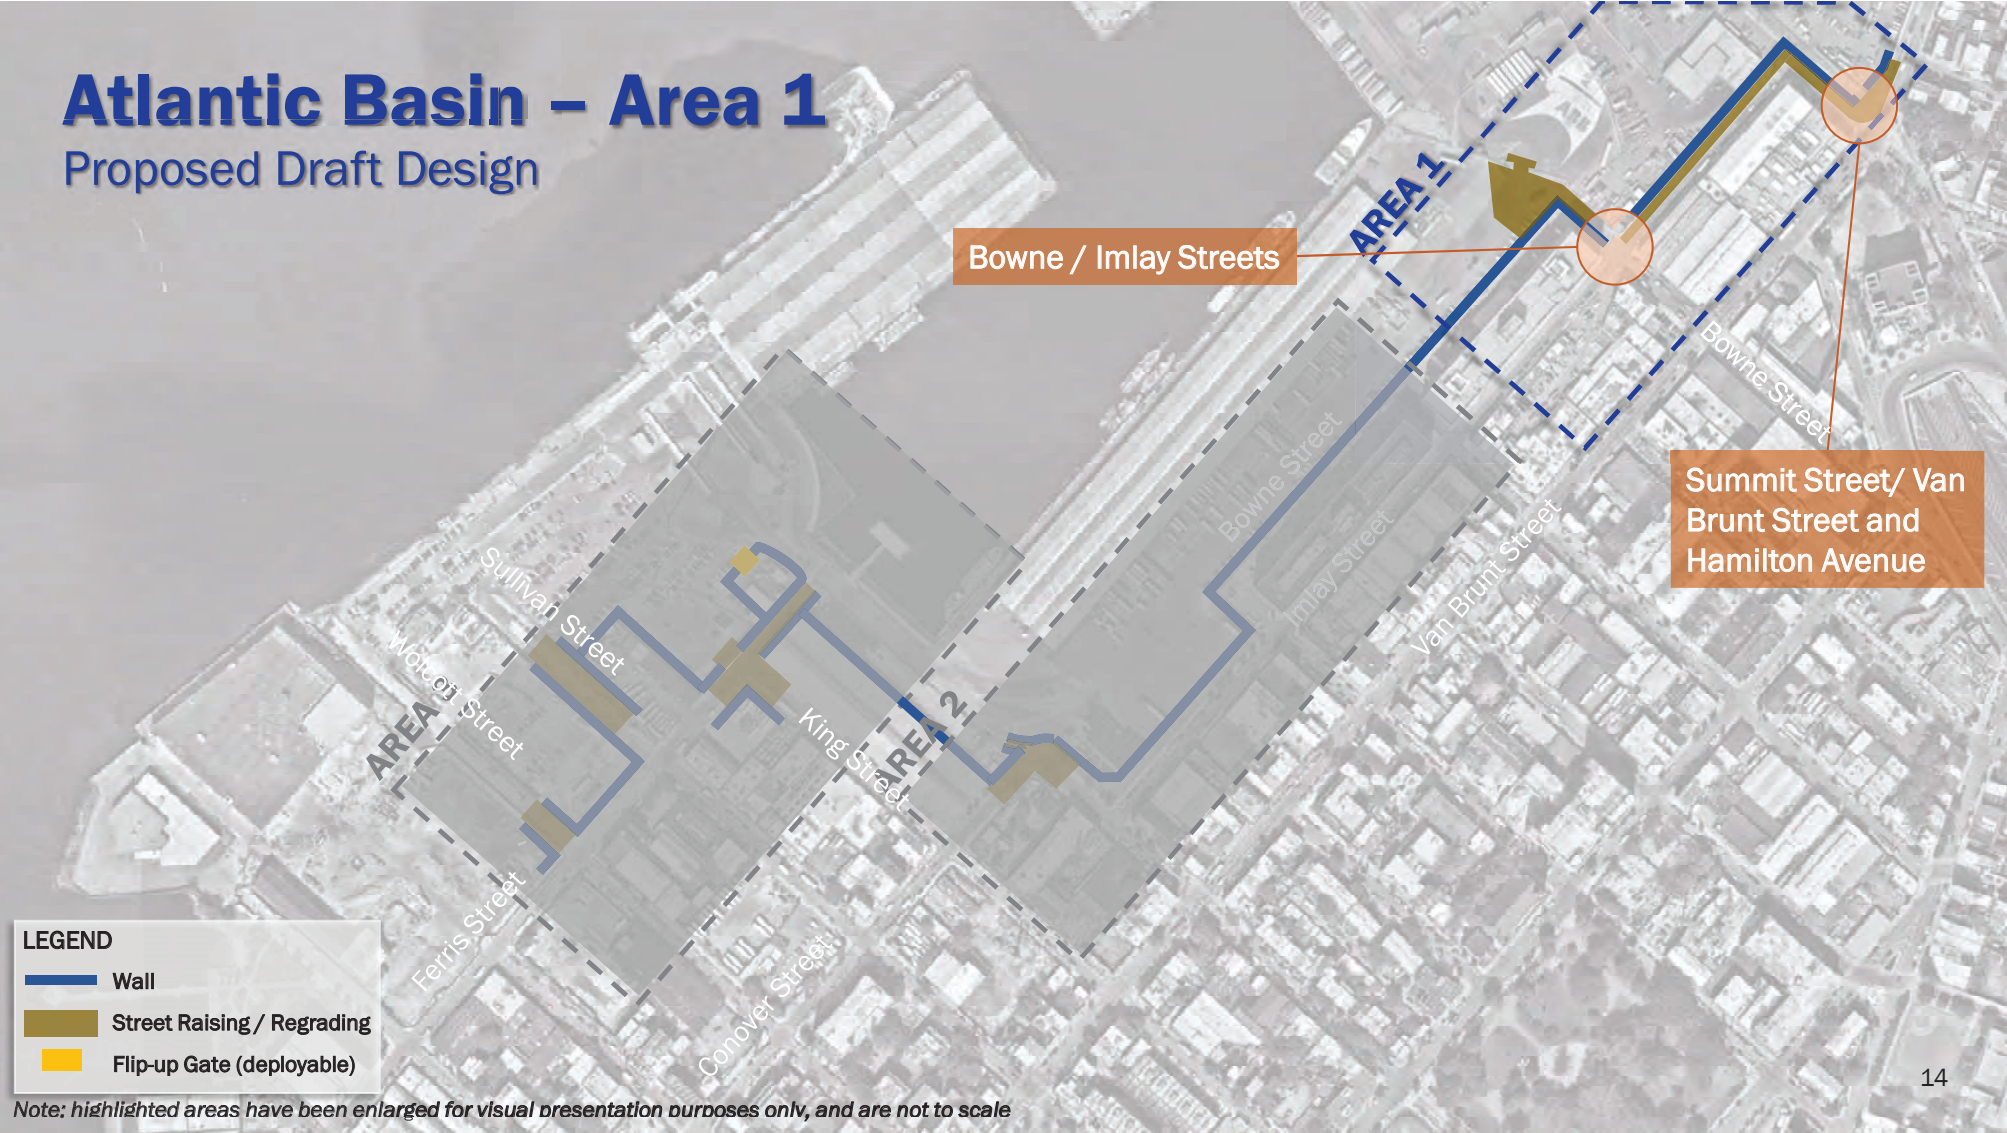 Atlantic Basin – Area 1
Proposed Draft Design
AREA 1
Bowne / Imlay Streets
Bowne Street
Summit Street/ Van
Brunt Street and
Hamilton Avenue
Bowne Street
Imlay Street
Van Brunt Street
Sullivan Street
Wolcott Street
AREA
AREA 2
King Street
Ferris Street
Conover Street
LEGEND
Wall
Street Raising / Regrading
Flip-up Gate (deployable)
14
Note: highlighted areas have been enlarged for visual presentation purposes only, and are not to scale